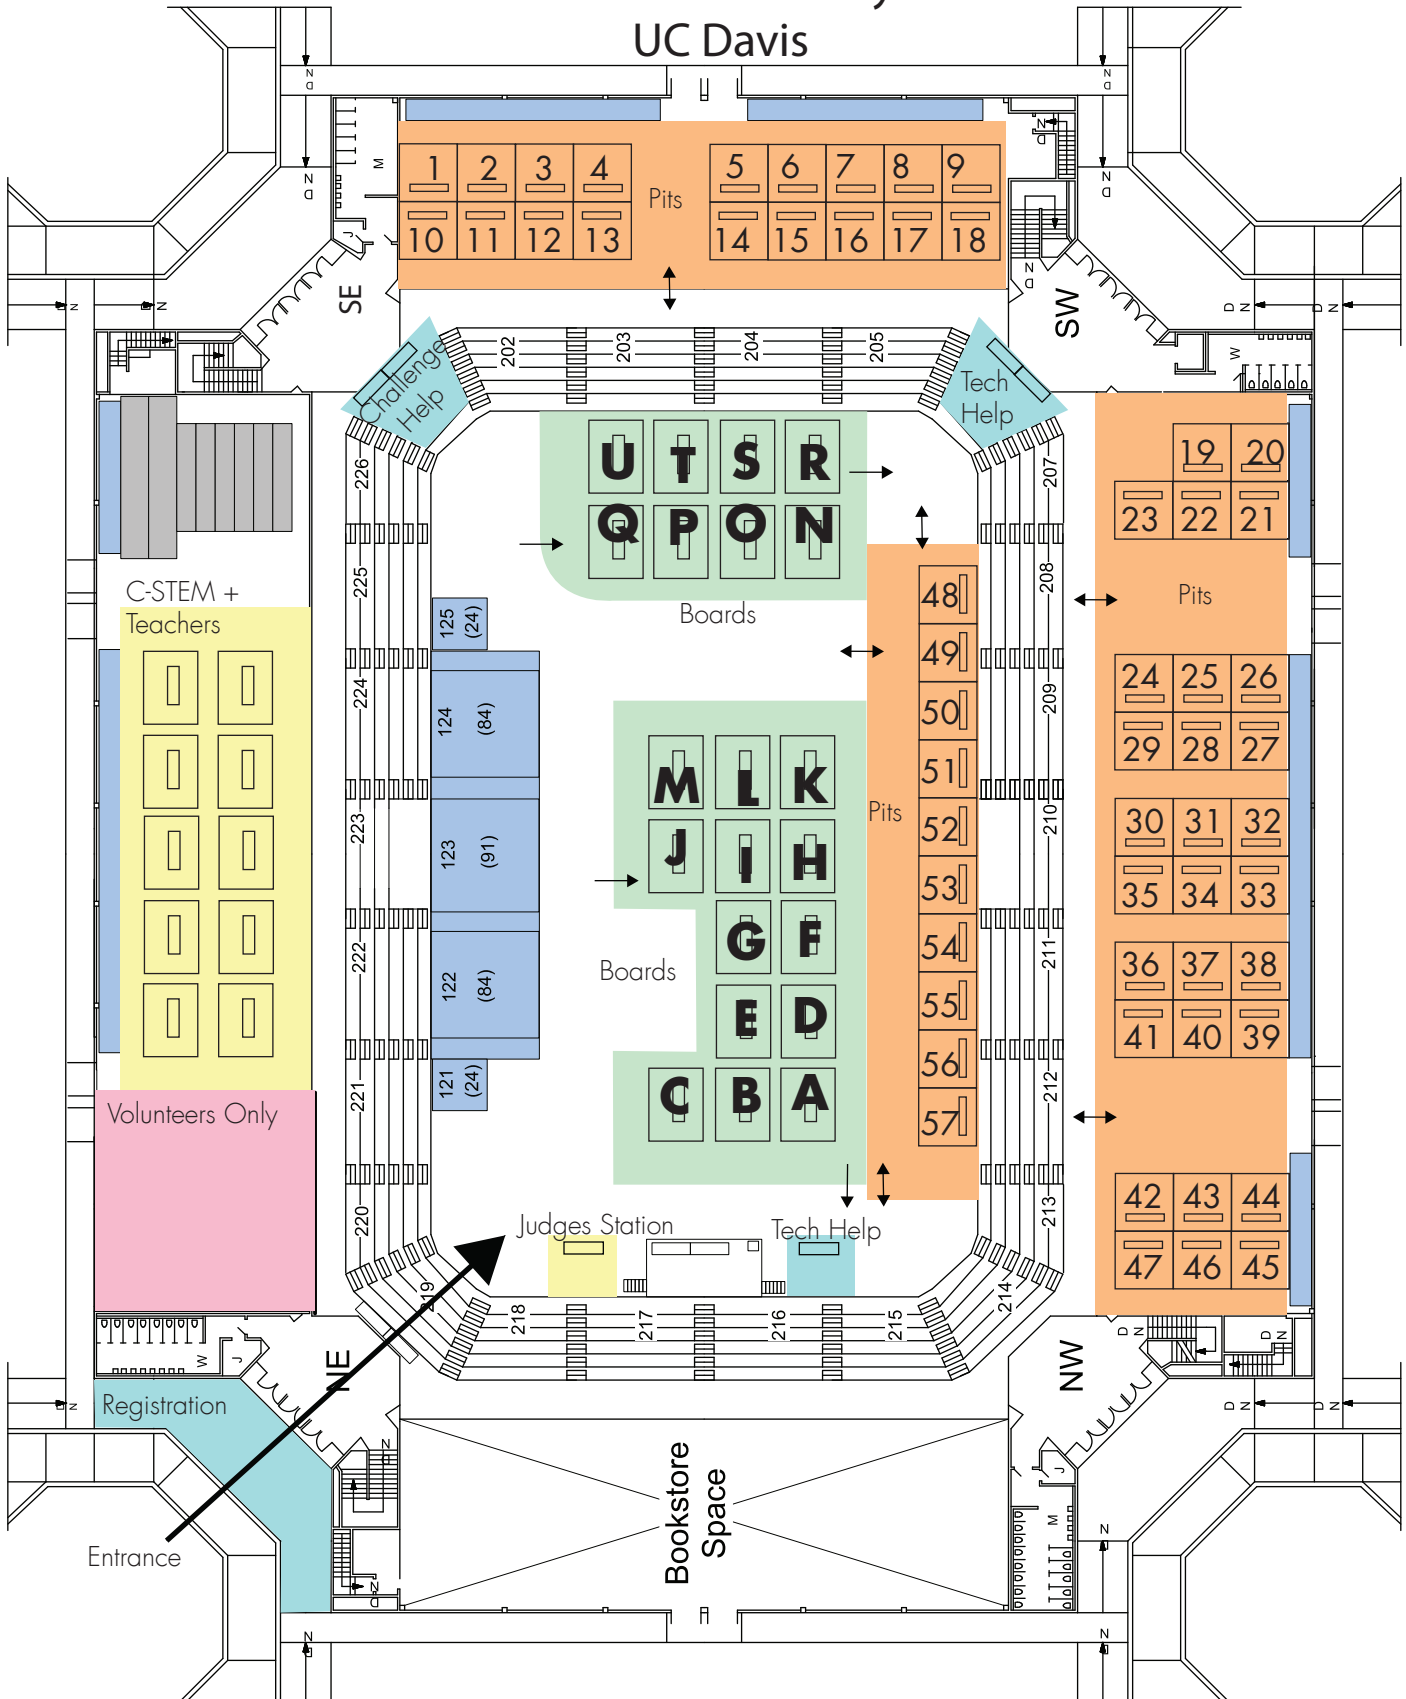 UC Davis
N
D
N
D
N
D
N
D
N
D
M
1 2 3 4 5 6 7 8 9
Pits
10 11 12 13 14 15 16 17 18
J
N
D
SE
SW
D N
D N
D N
D N
W
202 203 204 205
Challenge
Help
Tech
Help
226
207
U T S R
Q P O N
19 20
23 22 21
225
208
C-STEM +
Teachers
125
(24)
Boards
48
49
50
51
52
53
54
55
56
57
Pits
Pits
24 25 26
29 28 27
224
209
124
(84)
M L K
J I H
G F
E D
C B A
Boards
223
210
123
(91)
30 31 32
35 34 33
222
211
122
(84)
36 37 38
41 40 39
221
212
121
(24)
Volunteers Only
220
213
42 43 44
47 46 45
Judges Station
Tech Help
219
214
218 217 216 215
W
J
NE
NW
D N
D N
D N
Registration
D N
D N
N
D
Bookstore
Space
J
M
Entrance
N
D
N
N
D
N
D